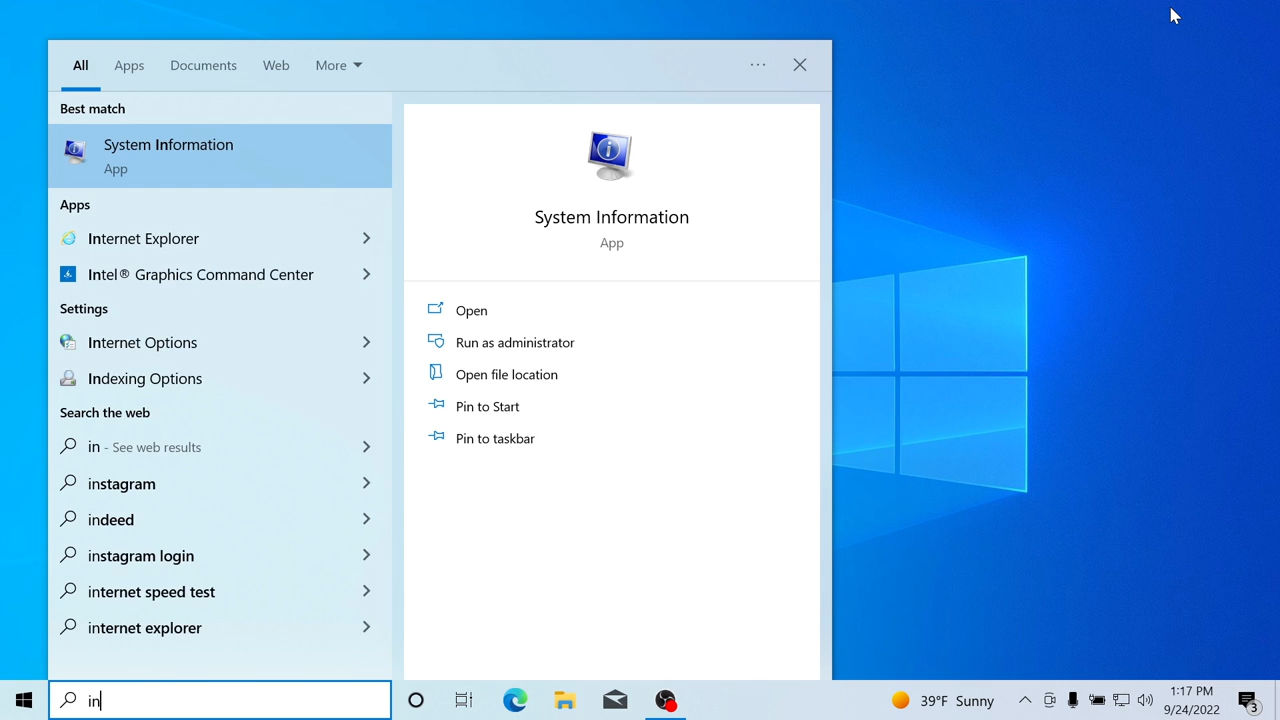 All
Apps
Documents
Web
More
Best match
System Information
App
Apps
Internet Explorer
Intel® Graphics Command Center
Settings
Internet Options
Indexing Options
Search the web
in - See web results
instagram
indeed
instagram login
internet speed test
internet explorer
in
System Information
App
Open
Run as administrator
Open file location
Pin to Start
Pin to taskbar
39°F Sunny
1:17 PM
9/24/2022
3